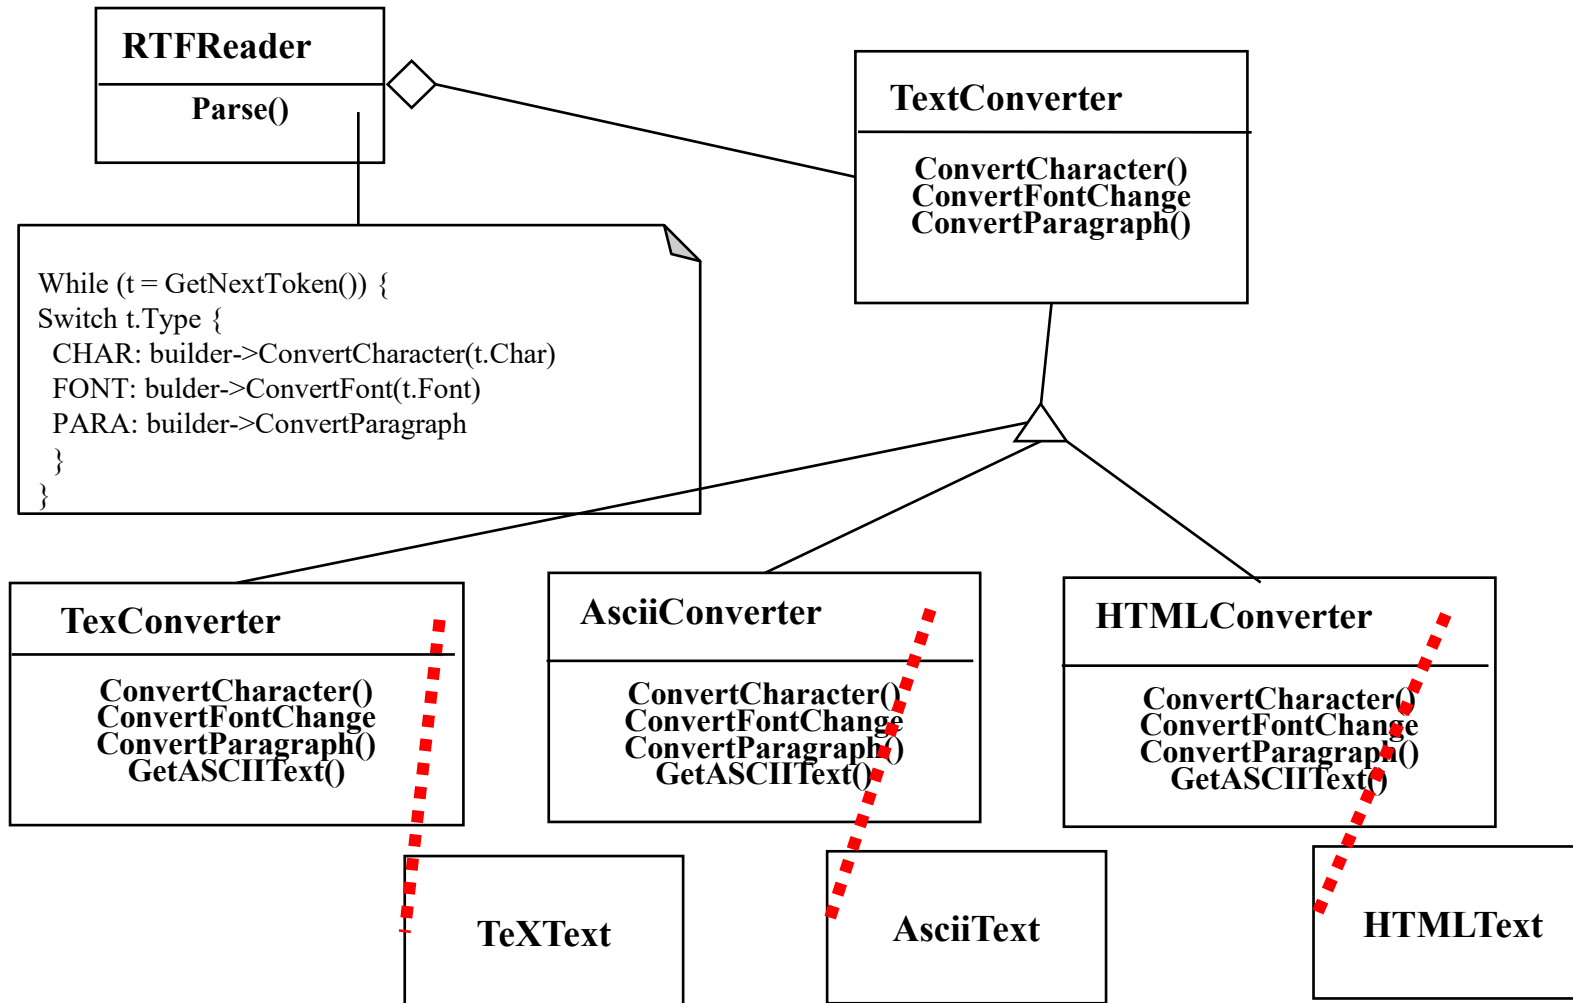 RTFReader
Parse()
TextConverter
ConvertCharacter()
ConvertFontChange
ConvertParagraph()
While (t = GetNextToken()) {
Switch t.Type {
CHAR: builder->ConvertCharacter(t.Char)
FONT: bulder->ConvertFont(t.Font)
PARA: builder->ConvertParagraph
}
}
TexConverter
ConvertCharacter()
ConvertFontChange
ConvertParagraph()
GetASCIIText()
AsciiConverter
ConvertCharacter()
ConvertFontChange
ConvertParagraph()
GetASCIIText()
HTMLConverter
ConvertCharacter()
ConvertFontChange
ConvertParagraph()
GetASCIIText()
TeXText
AsciiText
HTMLText